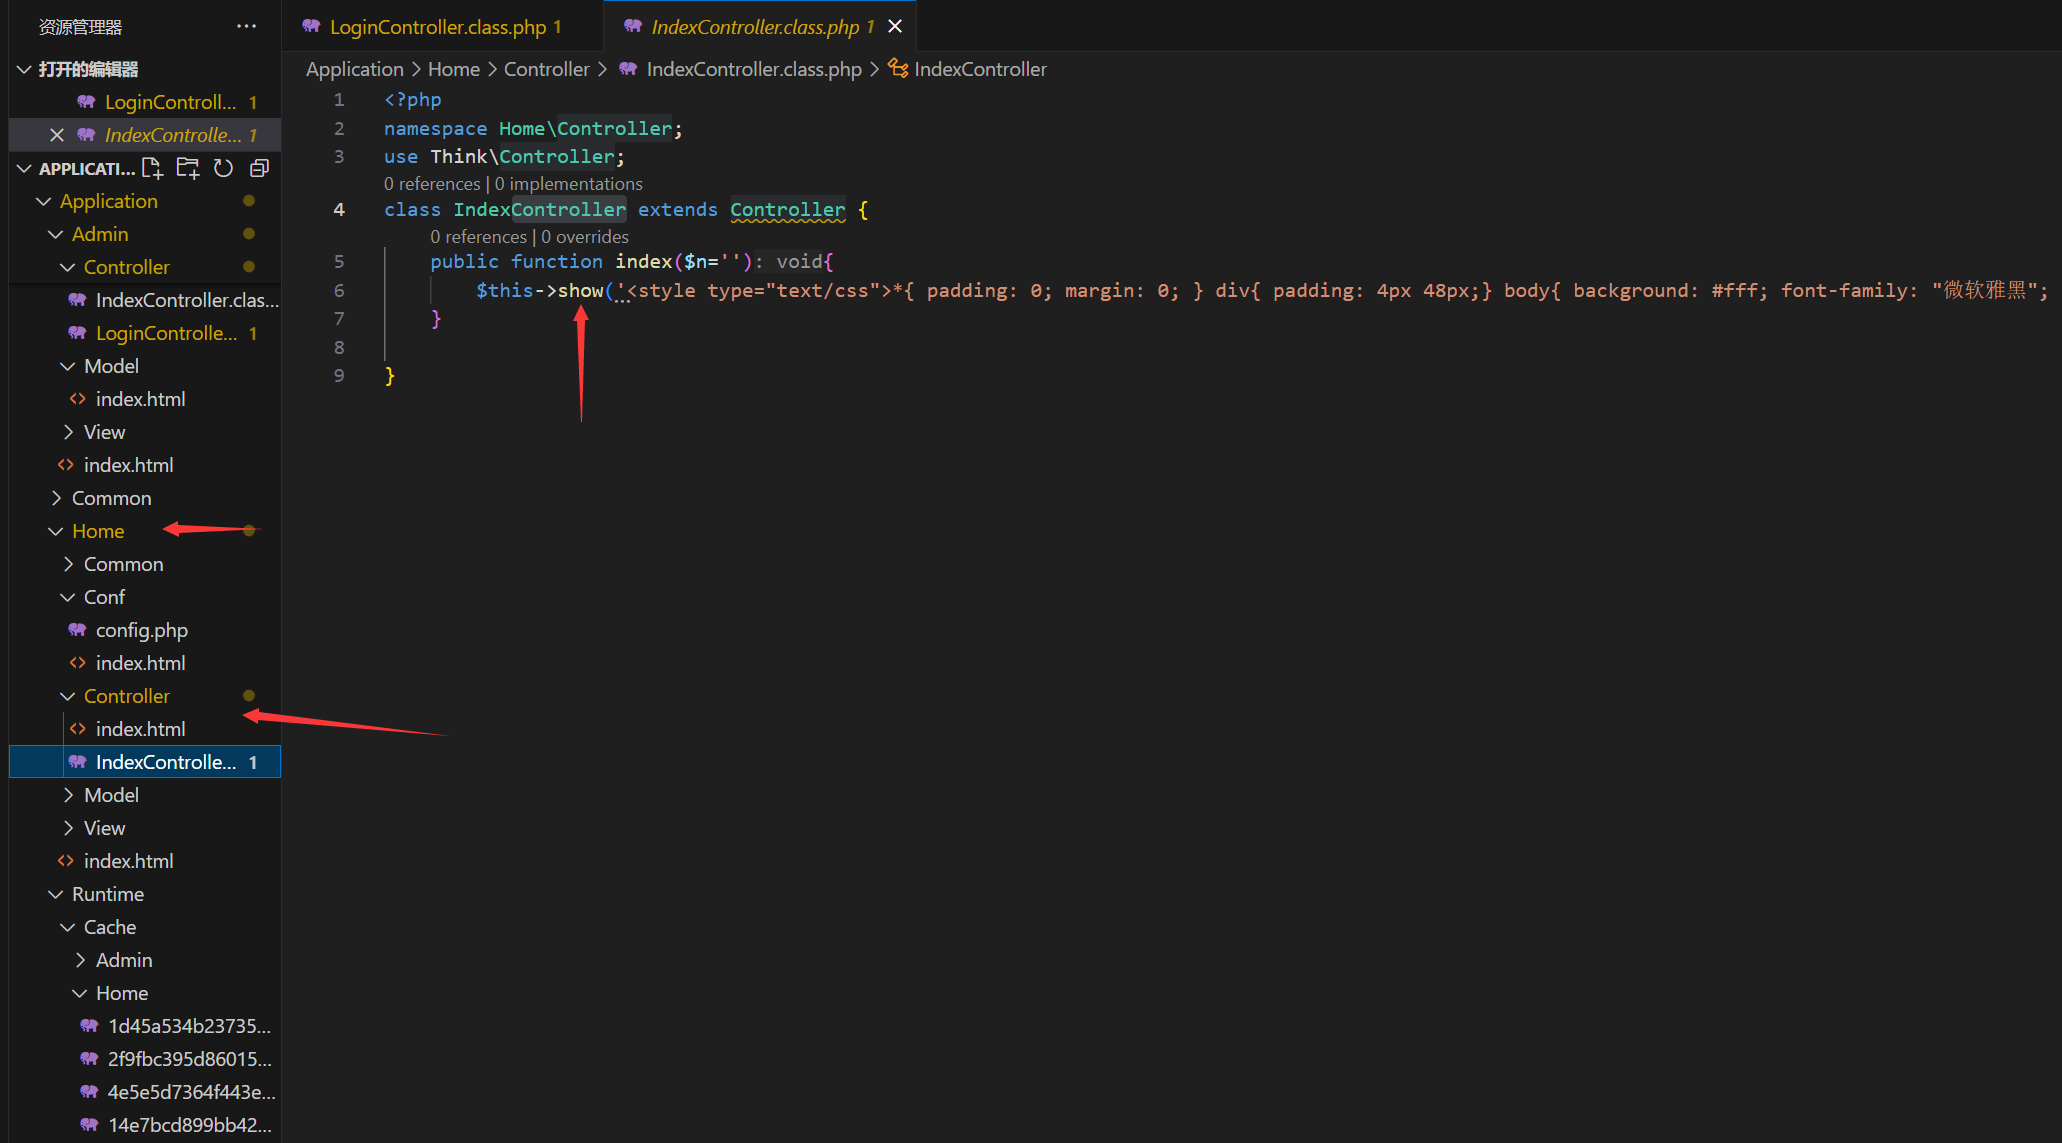 资源管理器
打开的编辑器
LoginControll... 1
IndexControlle... 1
APPLICATI...
Application
Admin
Controller
IndexController.clas...
LoginControlle... 1
Model
index.html
View
index.html
Common
Home
Common
Conf
config.php
index.html
Controller
index.html
IndexControlle... 1
Model
View
index.html
Runtime
Cache
Admin
Home
1d45a534b23735...
2f9fbc395d86015...
4e5e5d7364f443e...
14e7bcd899bb42...
LoginController.class.php 1
IndexController.class.php 1
Application > Home > Controller > IndexController.class.php > IndexController
1 <?php
2 namespace Home\Controller;
3 use Think\Controller;
0 references | 0 implementations
4 class IndexController extends Controller {
0 references | 0 overrides
5 public function index($n=''): void{
6 $this->show('<style type="text/css">*{ padding: 0; margin: 0; } div{ padding: 4px 48px;} body{ background: #fff; font-family: "微软雅黑";
7 }
8
9 }